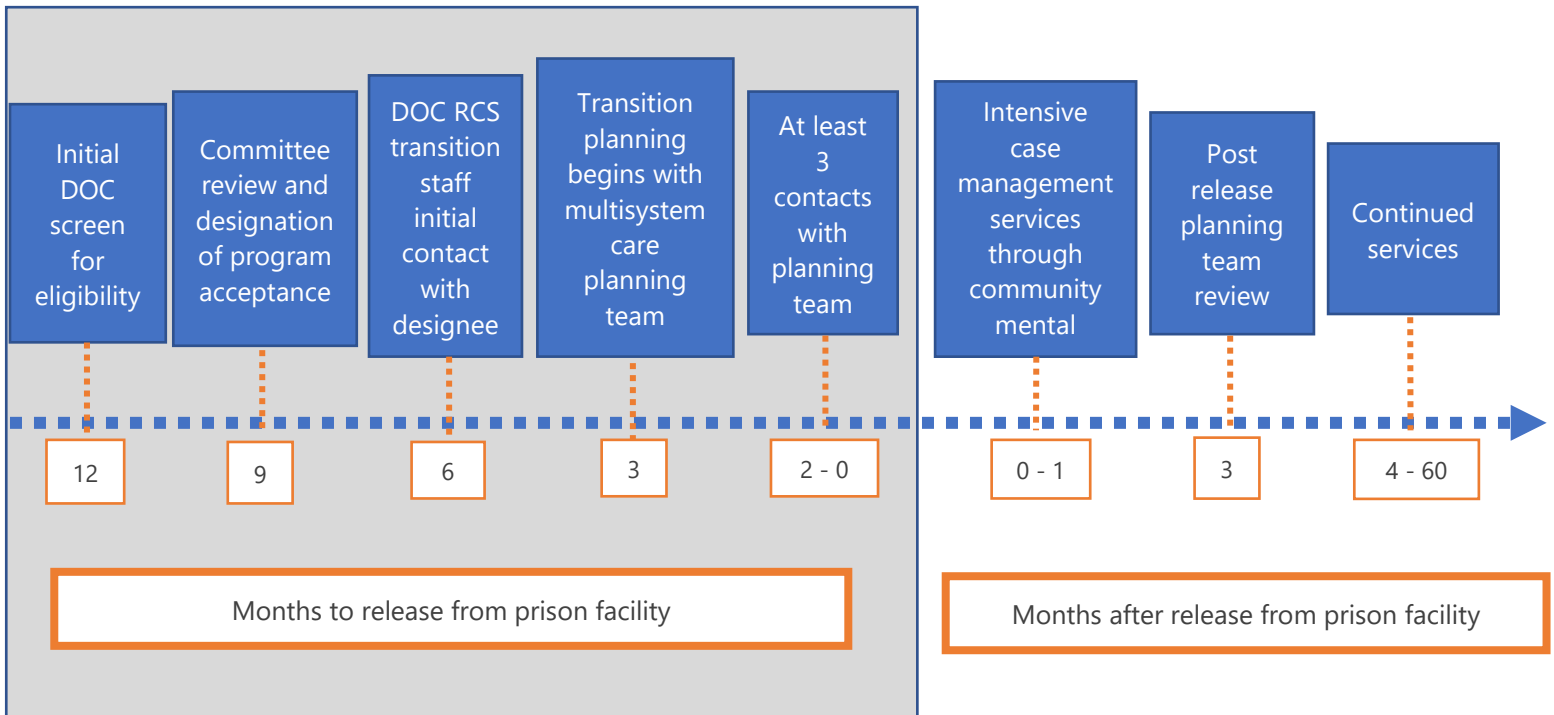 Initial
DOC
screen
for
eligibility
Committee
review and
designation
of program
acceptance
DOC RCS
transition
staff
initial
contact
with
designee
Transition
planning
begins with
multisystem
care
planning
team
At least
3
contacts
with
planning
team
Intensive
case
management
services
through
community
mental
Post
release
planning
team
review
Continued
services
12
9
6
3
2 - 0
0 - 1
3
4 - 60
Months to release from prison facility
Months after release from prison facility